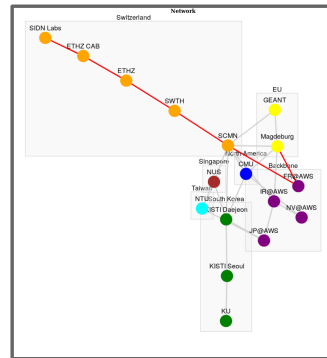 Network
Switzerland
SIDN Labs
ETHZ CAB
ETHZ
EU
GEANT
SWTH
SCMN
Magdeburg
North America
Singapore
Backbone
NUS
CMU
FR@AWS
Taiwan
IR@AWS
NTU
South Korea
KISTI Daejeon
NV@AWS
JP@AWS
KISTI Seoul
KU